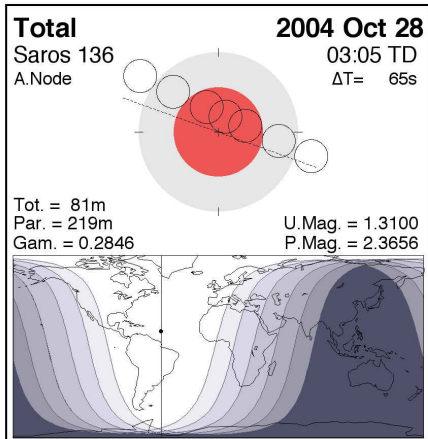 Total 2004 Oct 28
Saros 136 03:05 TD
A.Node ΔT= 65s
Tot. = 81m
Par. = 219m U.Mag. = 1.3100
Gam. = 0.2846 P.Mag. = 2.3656